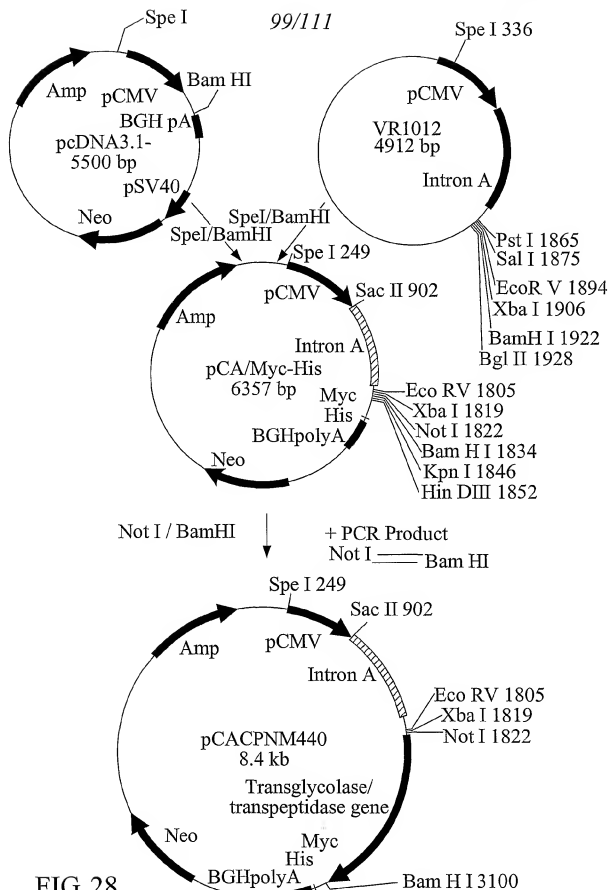 99/111
Spe I
Amp
pCMV
Bam HI
BGH pA
pcDNA3.1-
5500 bp
pSV40
Neo
SpeI/BamHI
Spe I 336
pCMV
VR1012
4912 bp
Intron A
SpeI/BamHI
Pst I 1865
Sal I 1875
EcoR V 1894
Xba I 1906
BamH I 1922
Bgl II 1928
Spe I 249
pCMV
Sac II 902
Amp
Intron A
pCA/Myc-His
6357 bp
Myc
His
BGHpolyA
Neo
Eco RV 1805
Xba I 1819
Not I 1822
Bam H I 1834
Kpn I 1846
Hin DIII 1852
Not I / BamHI
+ PCR Product
Not I
Bam HI
Spe I 249
Sac II 902
pCMV
Amp
Intron A
Eco RV 1805
Xba I 1819
Not I 1822
pCACPNM440
8.4 kb
Transglycolase/
transpeptidase gene
Neo
Myc
His
BGHpolyA
Bam H I 3100
FIG 28